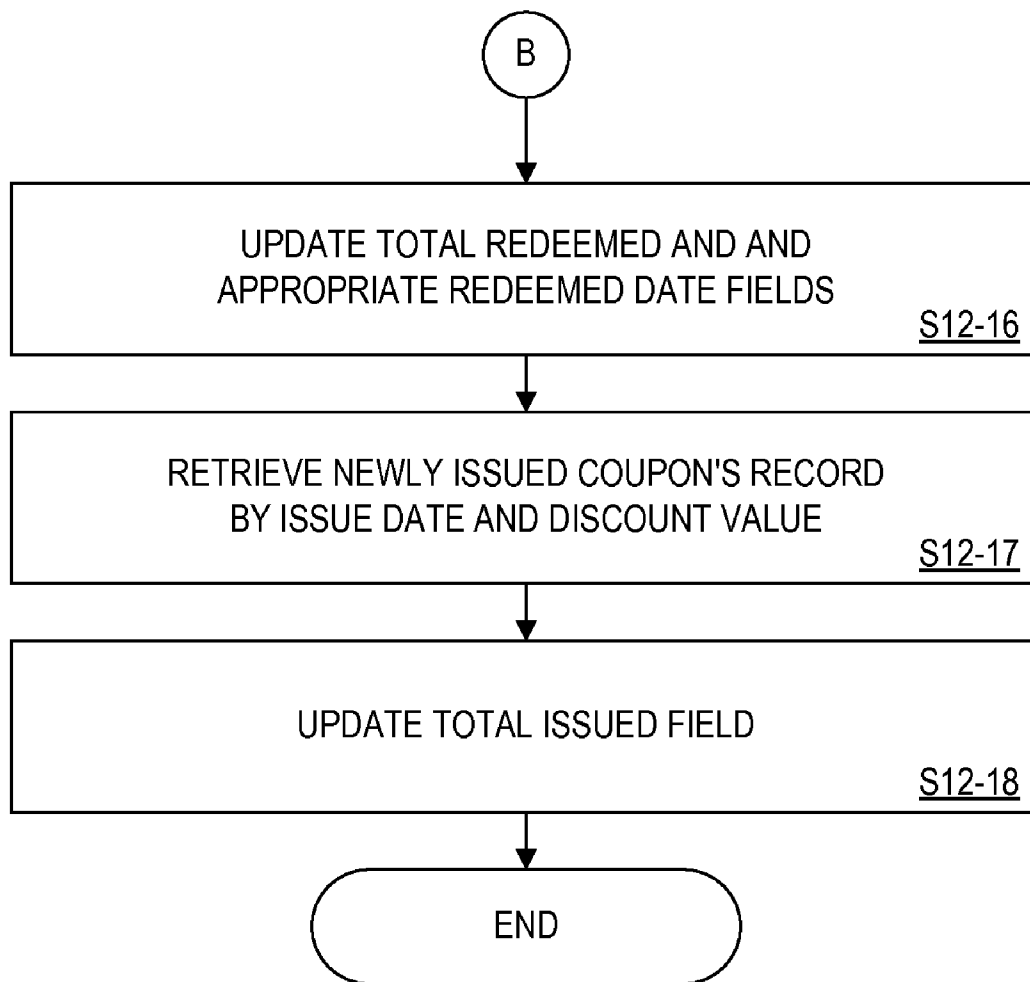 B
UPDATE TOTAL REDEEMED AND AND
APPROPRIATE REDEEMED DATE FIELDS
S12-16
RETRIEVE NEWLY ISSUED COUPON'S RECORD
BY ISSUE DATE AND DISCOUNT VALUE
S12-17
UPDATE TOTAL ISSUED FIELD
S12-18
END